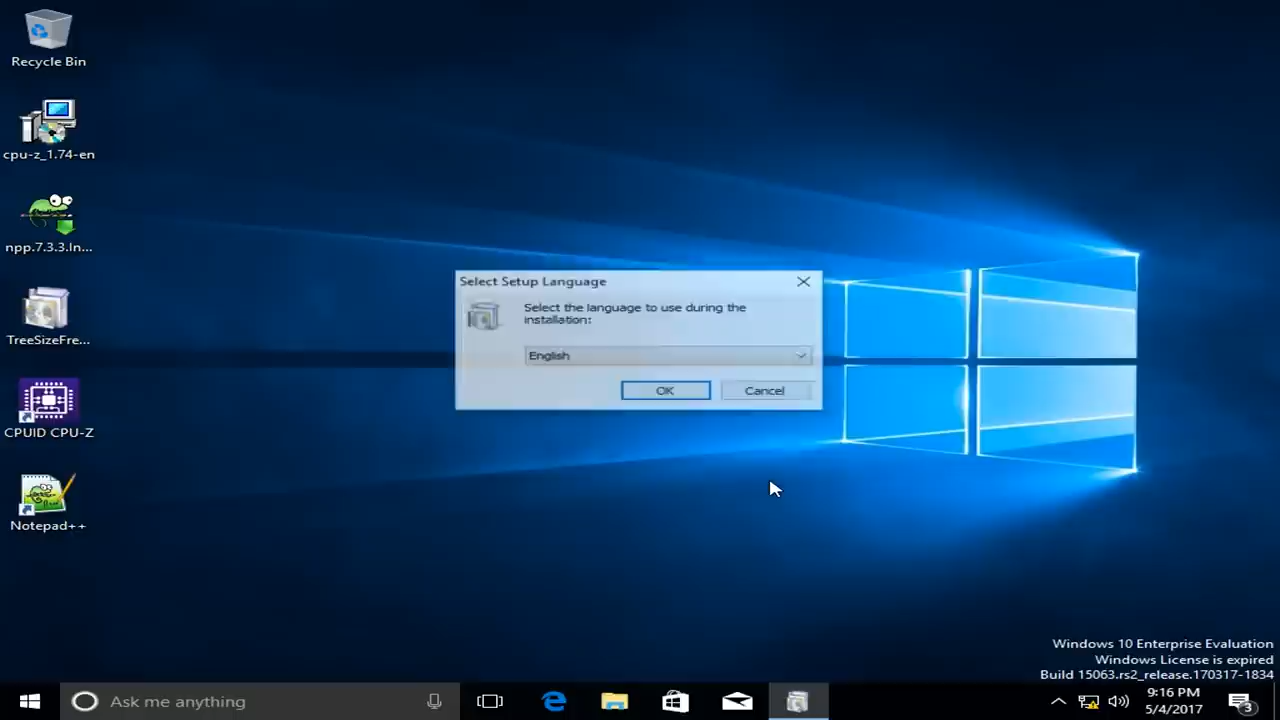 Recycle Bin
cpu-z_1.74-en
npp.7.3.3.In...
TreeSizeFre...
CPUID CPU-Z
Notepad++
Select Setup Language
Select the language to use during the
installation:
English
OK
Cancel
Windows 10 Enterprise Evaluation
Windows License is expired
Build 15063.rs2_release.170317-1834
Ask me anything
9:16 PM
5/4/2017
3